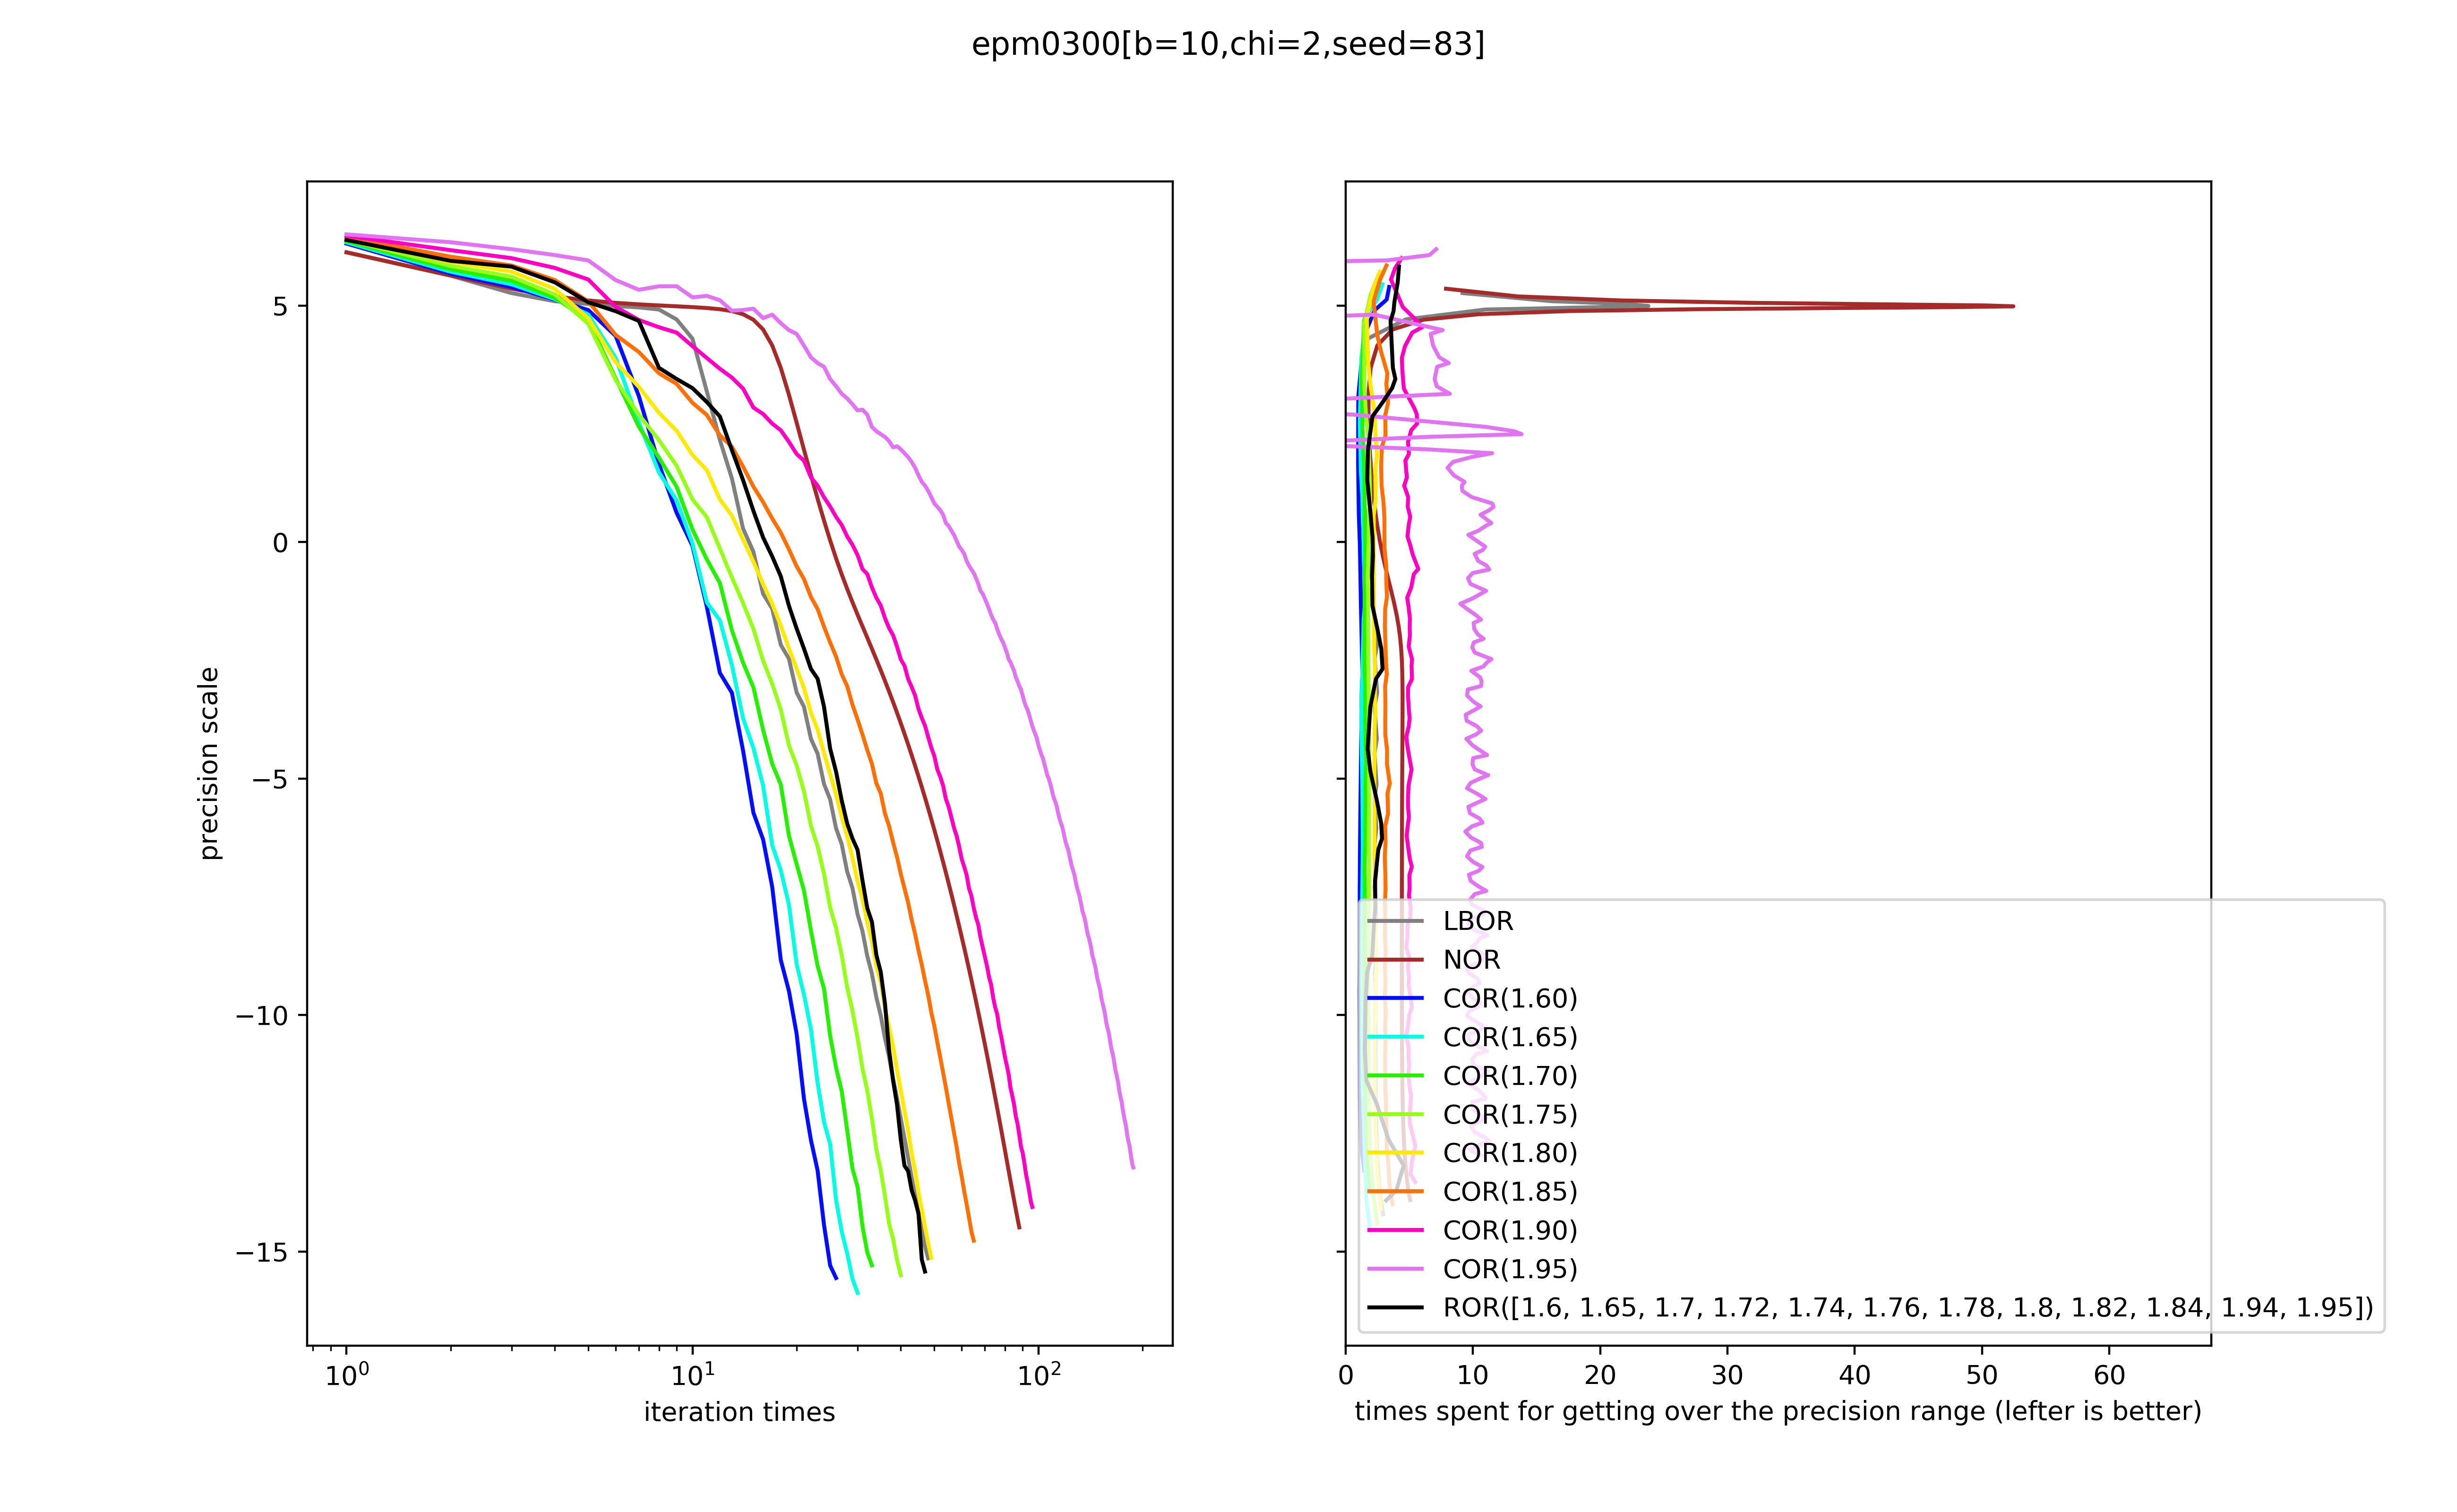 epm0300[b=10,chi=2,seed=83]
precision scale
5
0
−5
−10
−15
10⁰
10¹
10²
iteration times
0
10
20
30
40
50
60
times spent for getting over the precision range (lefter is better)
LBOR
NOR
COR(1.60)
COR(1.65)
COR(1.70)
COR(1.75)
COR(1.80)
COR(1.85)
COR(1.90)
COR(1.95)
ROR([1.6, 1.65, 1.7, 1.72, 1.74, 1.76, 1.78, 1.8, 1.82, 1.84, 1.94, 1.95])